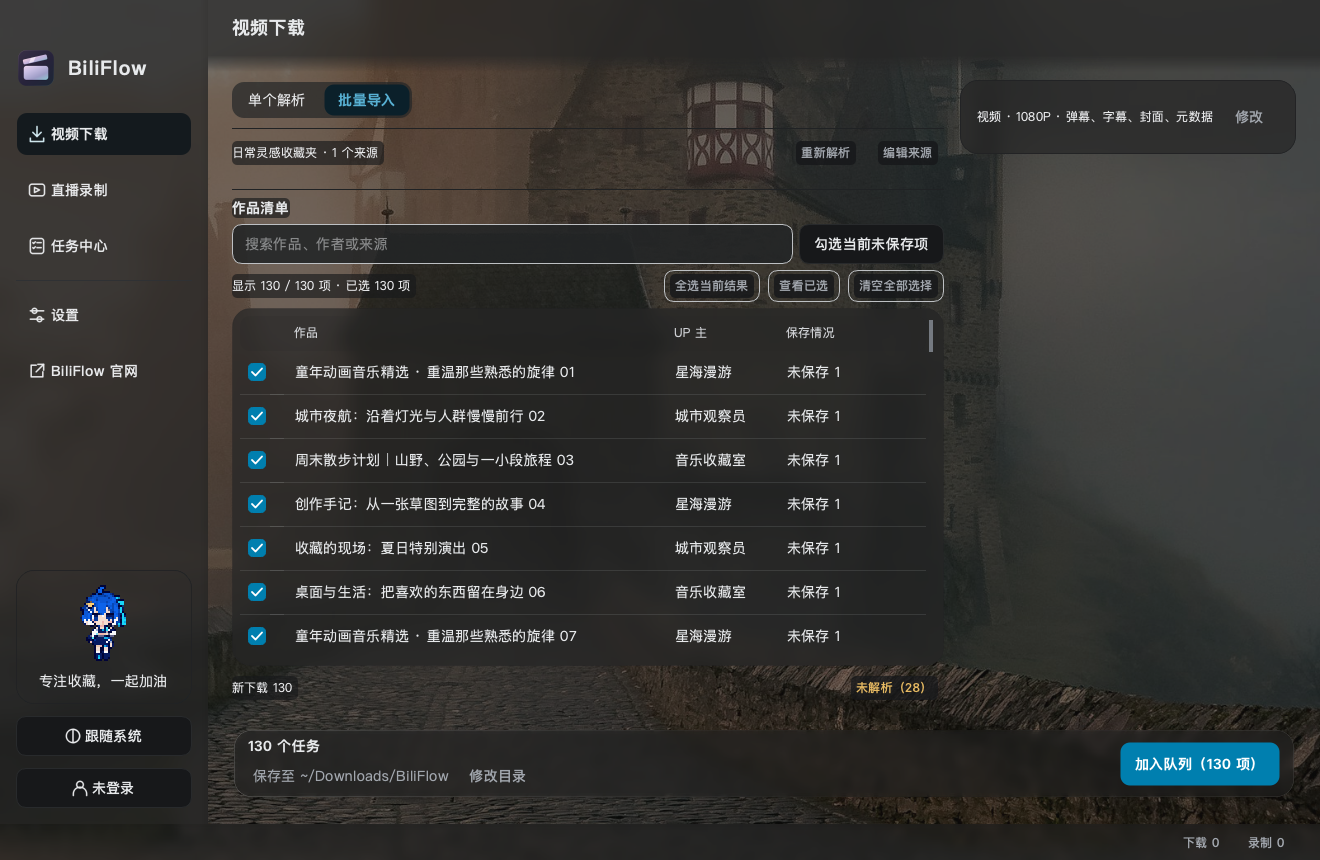 视频下载
BiliFlow
视频下载
直播录制
任务中心
设置
BiliFlow 官网
专注收藏，一起加油
跟随系统
未登录
单个解析 批量导入
视频 · 1080P · 弹幕、字幕、封面、元数据 修改
日常灵感收藏夹 · 1 个来源 重新解析 编辑来源
作品清单
搜索作品、作者或来源 勾选当前未保存项
显示 130 / 130 项 · 已选 130 项 全选当前结果 查看已选 清空全部选择
作品 UP 主 保存情况
童年动画音乐精选 · 重温那些熟悉的旋律 01 星海漫游 未保存 1
城市夜航：沿着灯光与人群慢慢前行 02 城市观察员 未保存 1
周末散步计划｜山野、公园与一小段旅程 03 音乐收藏室 未保存 1
创作手记：从一张草图到完整的故事 04 星海漫游 未保存 1
收藏的现场：夏日特别演出 05 城市观察员 未保存 1
桌面与生活：把喜欢的东西留在身边 06 音乐收藏室 未保存 1
童年动画音乐精选 · 重温那些熟悉的旋律 07 星海漫游 未保存 1
新下载 130 未解析（28）
130 个任务
保存至 ~/Downloads/BiliFlow 修改目录
加入队列（130 项）
下载 0 录制 0